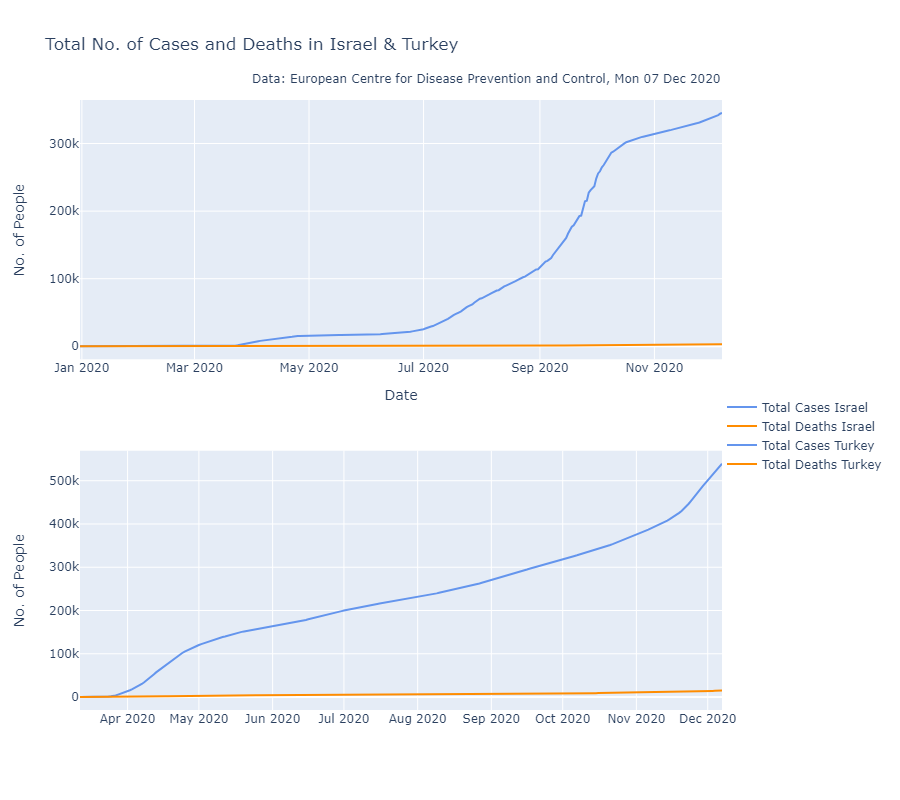 Total No. of Cases and Deaths in Israel & Turkey
Data: European Centre for Disease Prevention and Control, Mon 07 Dec 2020
No. of People
300k
200k
100k
0
Jan 2020 Mar 2020 May 2020 Jul 2020 Sep 2020 Nov 2020
Date
Total Cases Israel
Total Deaths Israel
Total Cases Turkey
Total Deaths Turkey
No. of People
500k
400k
300k
200k
100k
0
Apr 2020 May 2020 Jun 2020 Jul 2020 Aug 2020 Sep 2020 Oct 2020 Nov 2020 Dec 2020